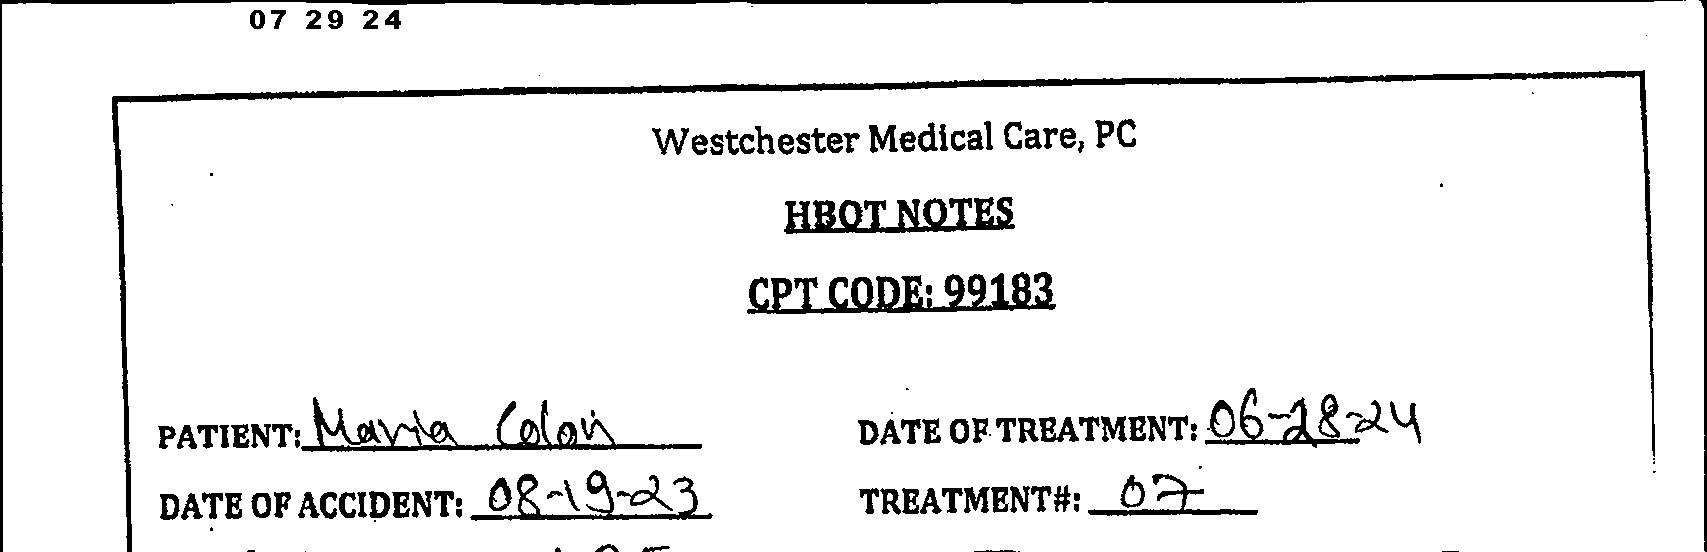 07 29 24
Westchester Medical Care, PC
HBOT NOTES
CPT CODE: 99183
PATIENT: Maria Colon DATE OF TREATMENT: 06-28-24
DATE OF ACCIDENT: 08-19-23 TREATMENT#: 07